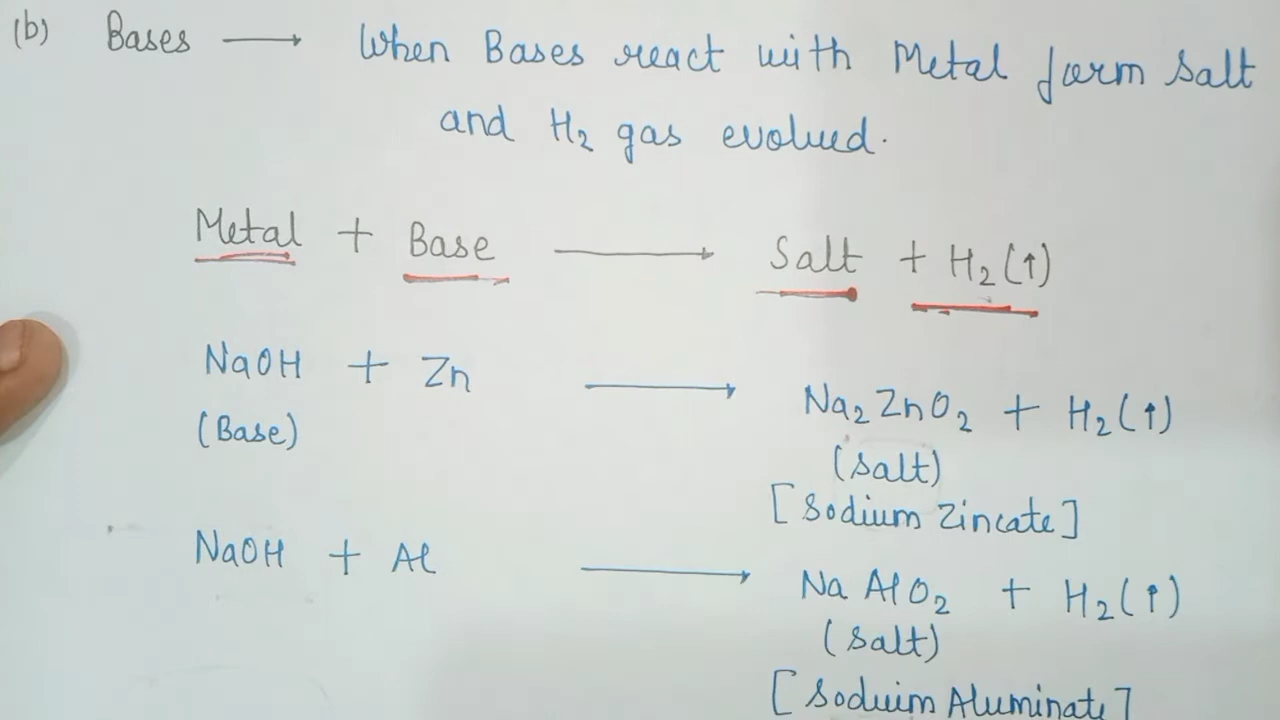 (b) Bases ⟶ When Bases react with Metal form salt
and H₂ gas evolved.
Metal + Base ⟶ Salt + H₂(↑)
NaOH + Zn ⟶ Na₂ZnO₂ + H₂(↑)
(Base) (salt)
[Sodium Zincate]
NaOH + Al ⟶ NaAlO₂ + H₂(↑)
(salt)
[Soduim Aluminate]